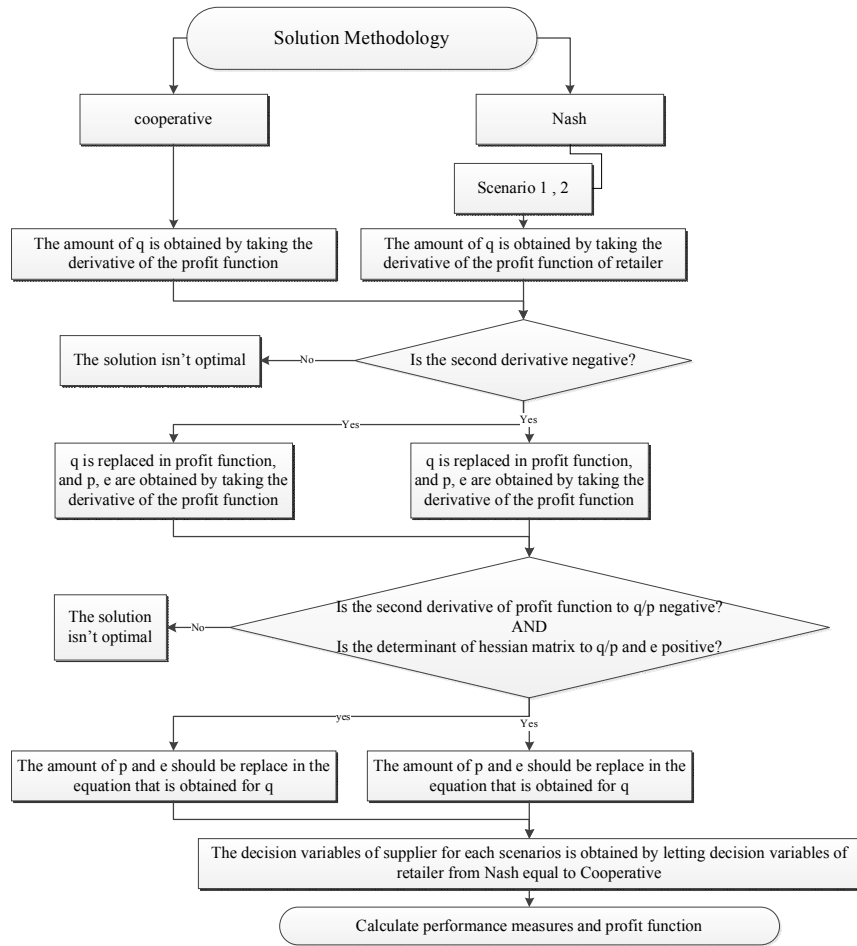 Solution Methodology
cooperative
Nash
Scenario 1 , 2
The amount of q is obtained by taking the
derivative of the profit function
The amount of q is obtained by taking the
derivative of the profit function of retailer
The solution isn't optimal
No
Is the second derivative negative?
Yes
Yes
q is replaced in profit function,
and p, e are obtained by taking the
derivative of the profit function
q is replaced in profit function,
and p, e are obtained by taking the
derivative of the profit function
The solution
isn't optimal
No
Is the second derivative of profit function to q/p negative?
AND
Is the determinant of hessian matrix to q/p and e positive?
yes
Yes
The amount of p and e should be replace in the
equation that is obtained for q
The amount of p and e should be replace in the
equation that is obtained for q
The decision variables of supplier for each scenarios is obtained by letting decision variables of
retailer from Nash equal to Cooperative
Calculate performance measures and profit function